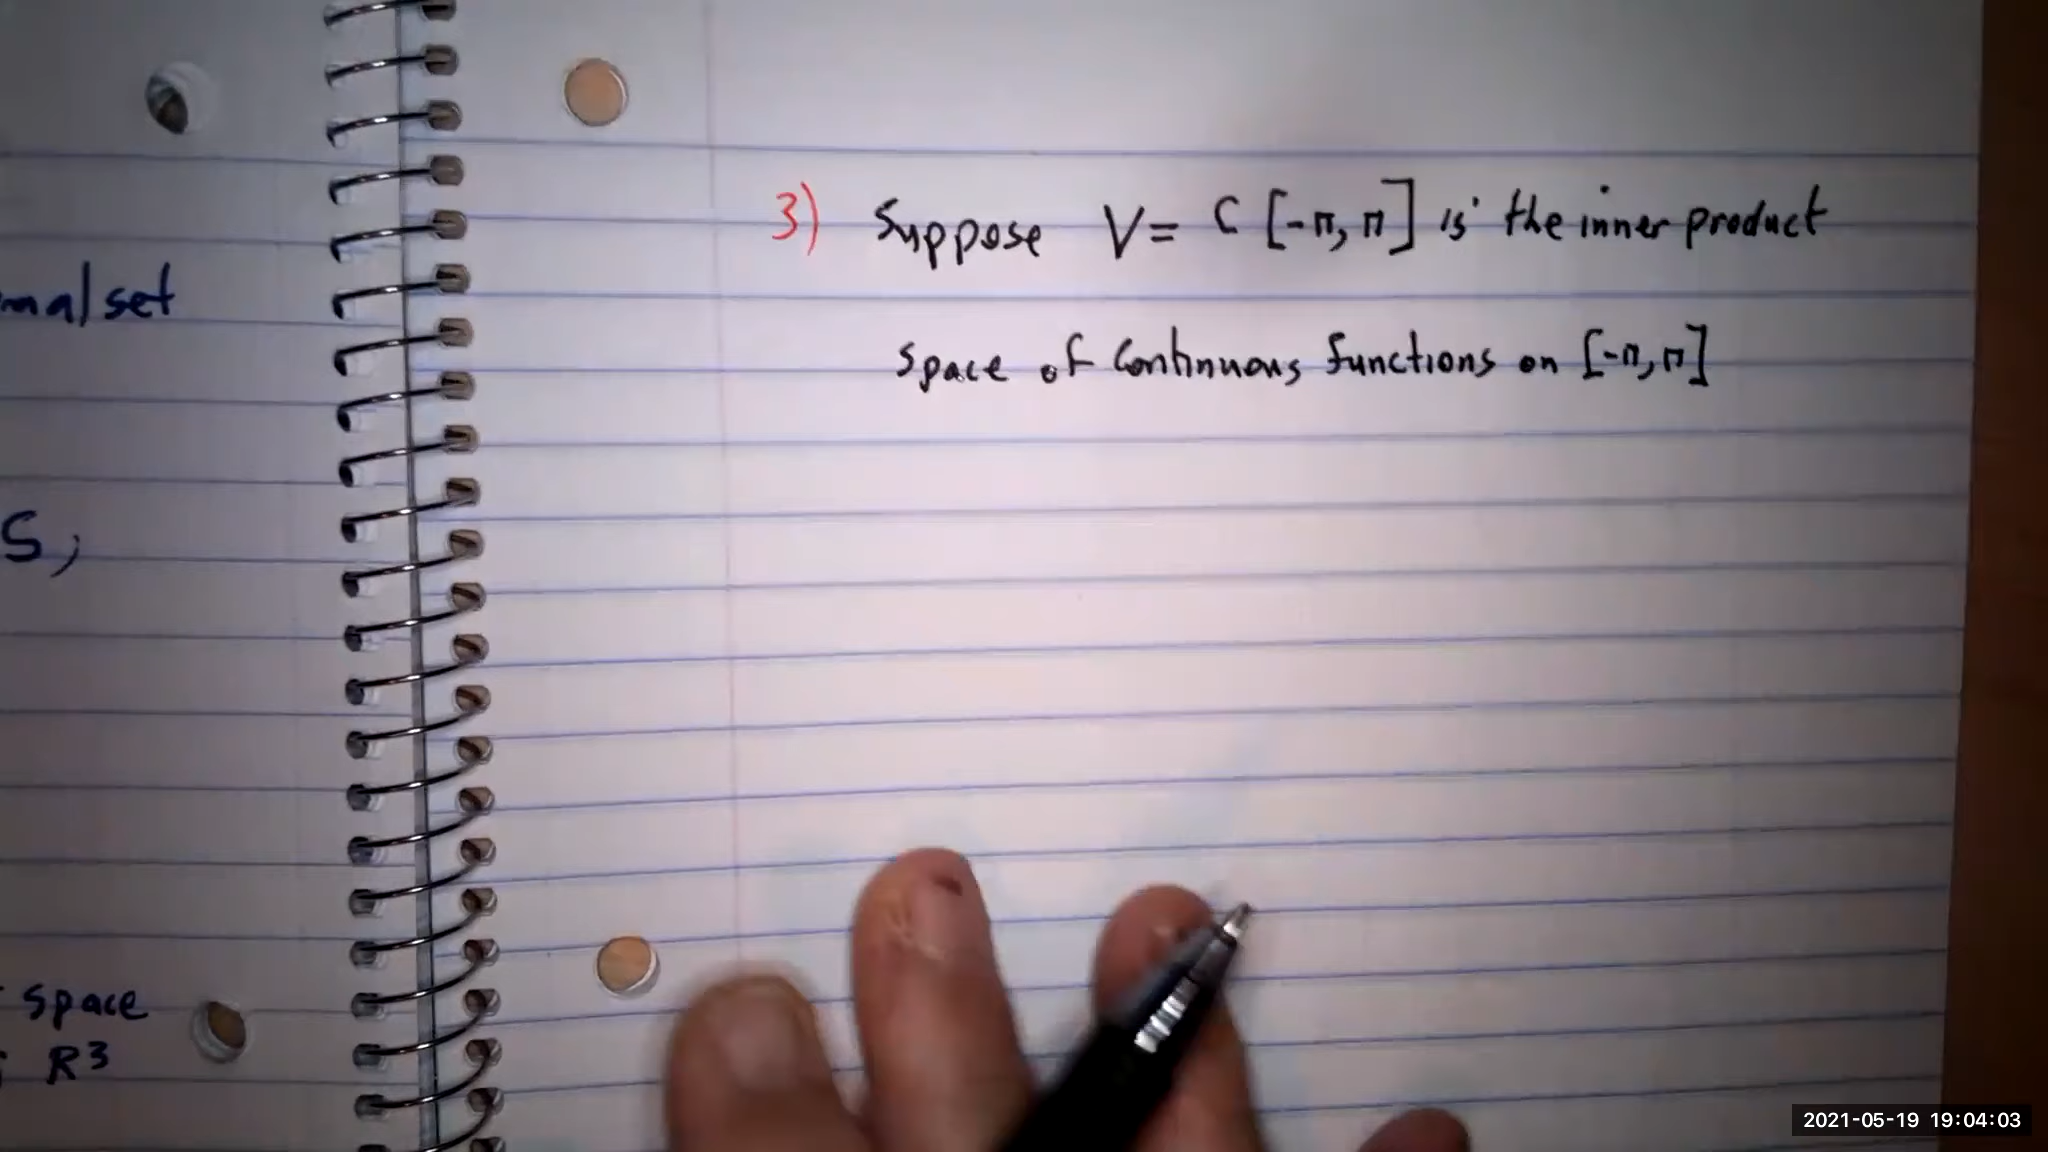 3) Suppose V = C [-π, π] is the inner product
space of continuous functions on [-π, π]
set
S,
space
R3
2021-05-19 19:04:03